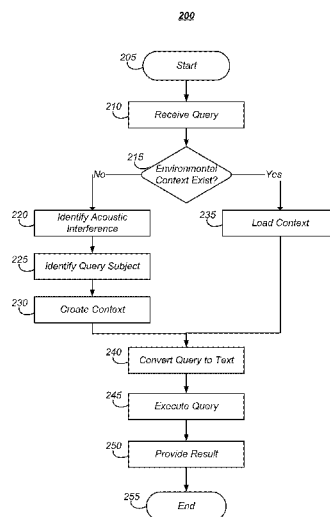 200
205
Start
210
Receive Query
215
Environmental
Context Exist?
No
Yes
220
Identify Acoustic
Interference
235
Load Context
225
Identify Query Subject
230
Create Context
240
Convert Query to Text
245
Execute Query
250
Provide Result
255
End